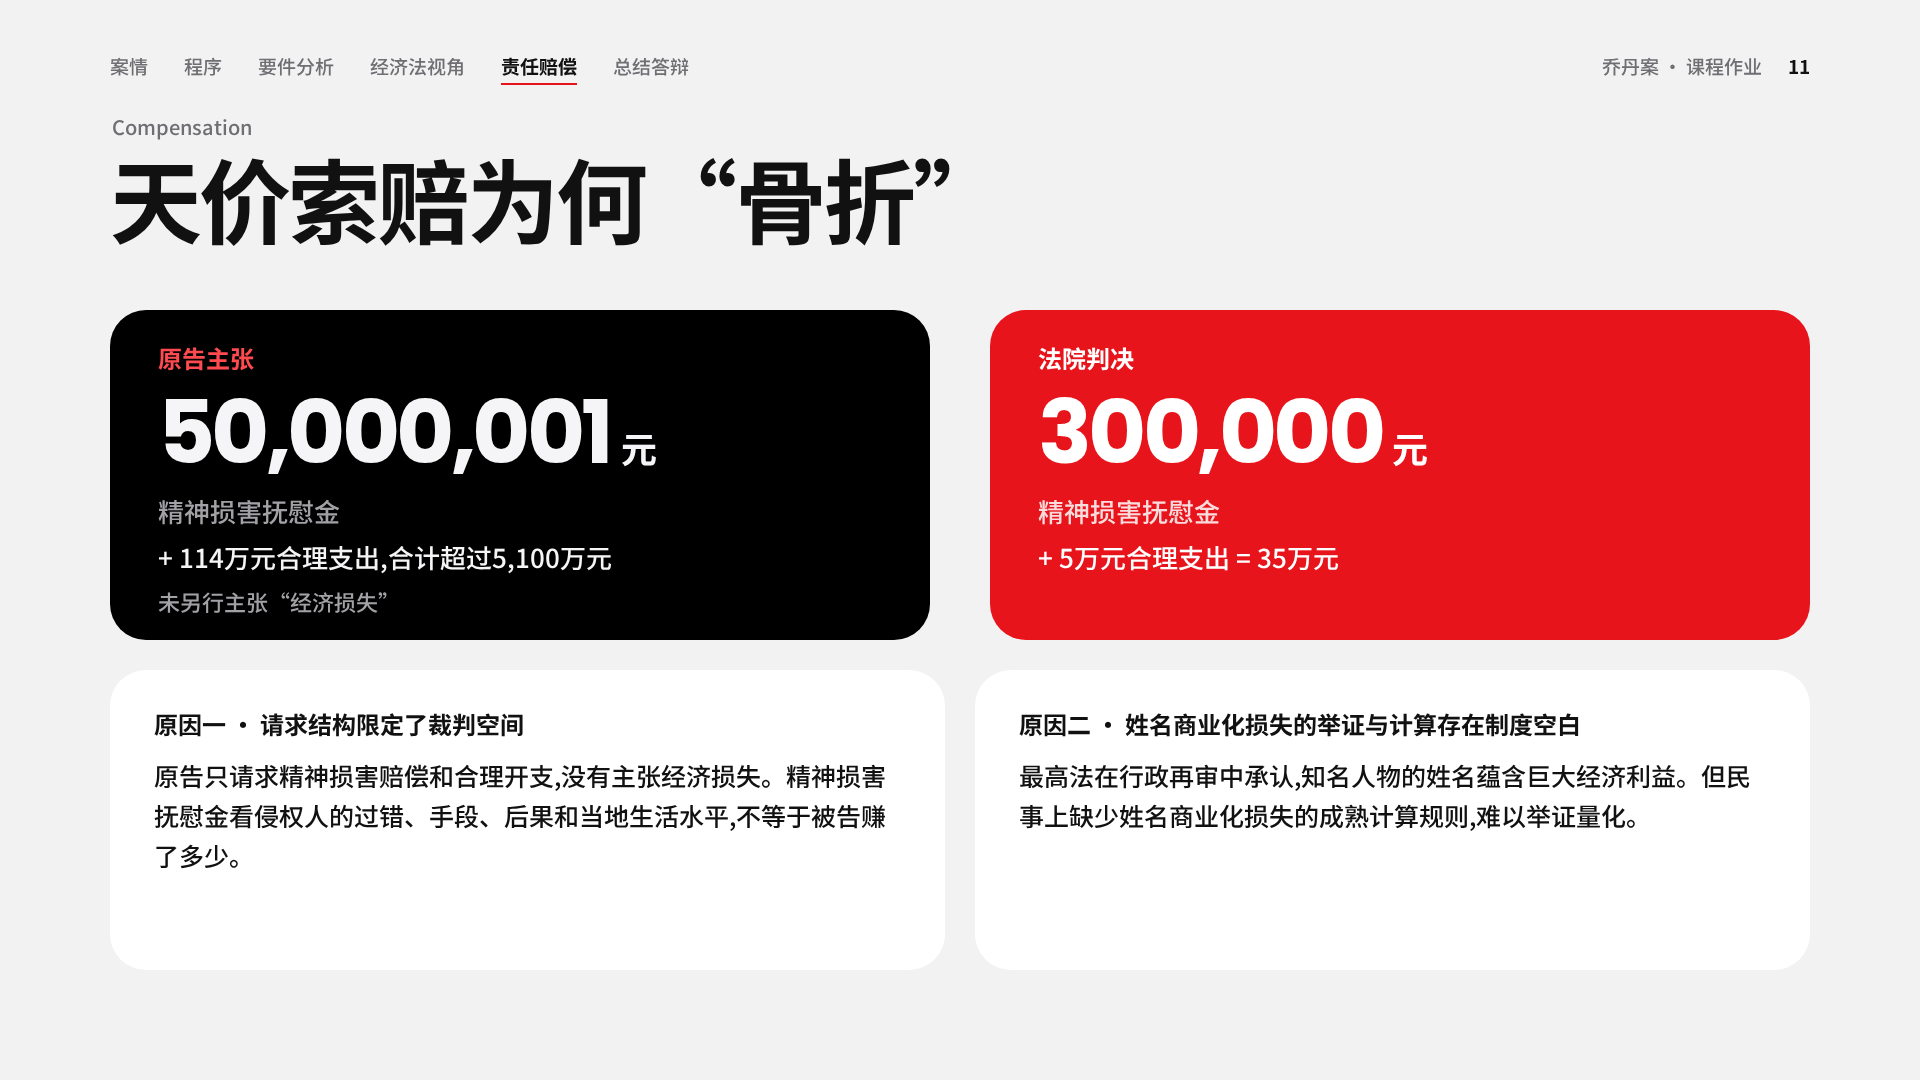 案情 程序 要件分析 经济法视角 责任赔偿 总结答辩 乔丹案 · 课程作业 11
Compensation
天价索赔为何“骨折”
原告主张
50,000,001 元
精神损害抚慰金
+ 114万元合理支出,合计超过5,100万元
未另行主张“经济损失”
法院判决
300,000 元
精神损害抚慰金
+ 5万元合理支出 = 35万元
原因一 · 请求结构限定了裁判空间
原告只请求精神损害赔偿和合理开支,没有主张经济损失。精神损害
抚慰金看侵权人的过错、手段、后果和当地生活水平,不等于被告赚
了多少。
原因二 · 姓名商业化损失的举证与计算存在制度空白
最高法在行政再审中承认,知名人物的姓名蕴含巨大经济利益。但民
事上缺少姓名商业化损失的成熟计算规则,难以举证量化。